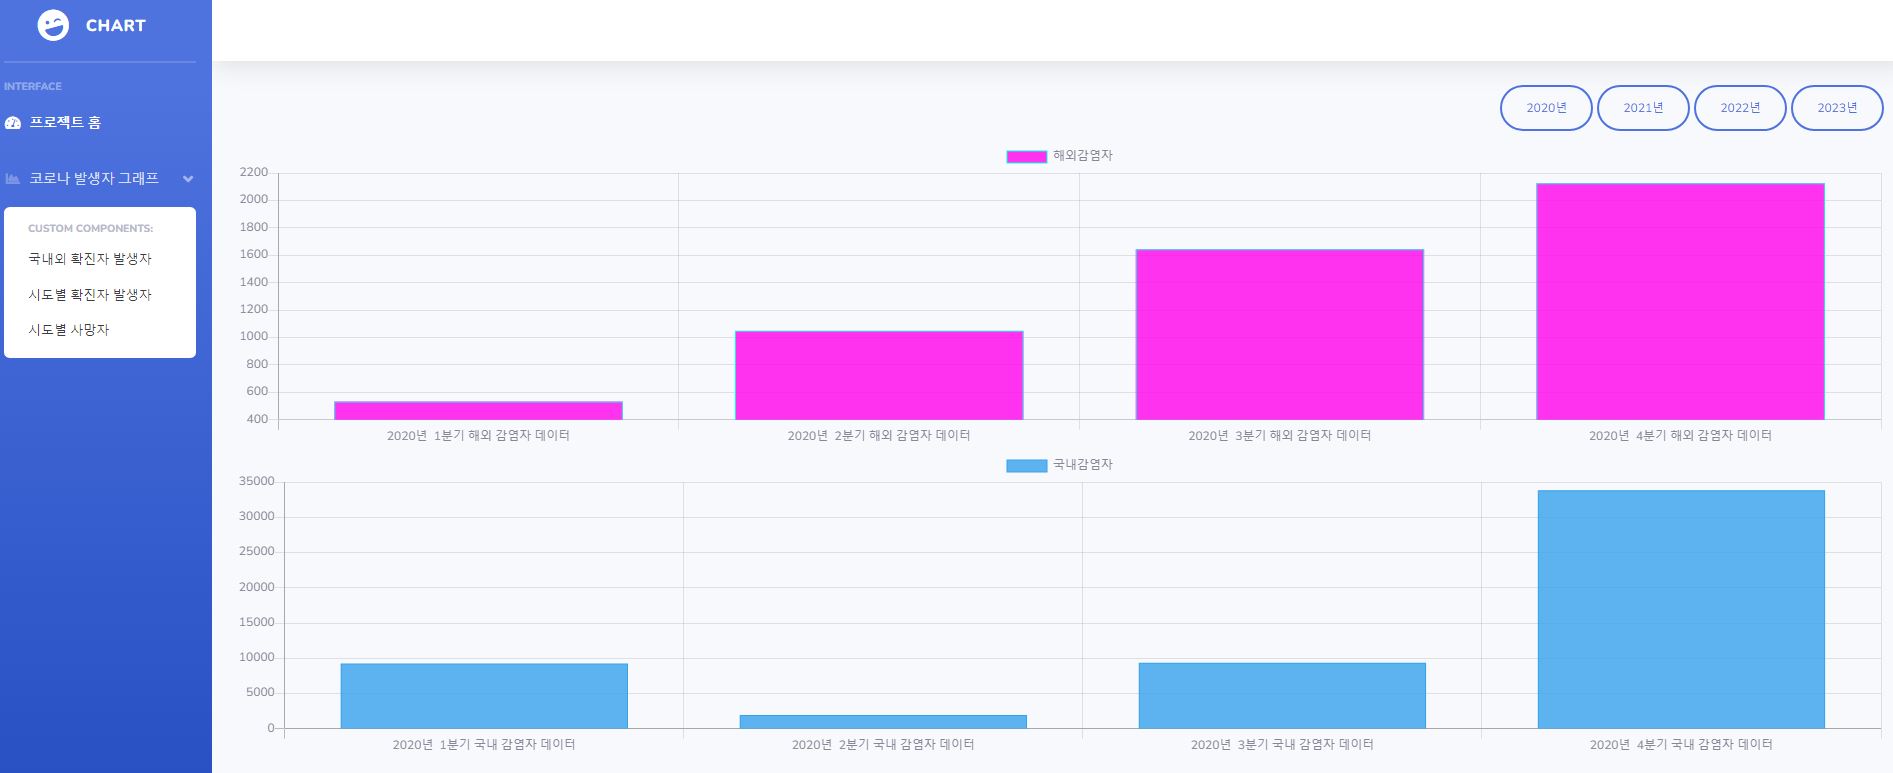 CHART
INTERFACE
프로젝트 홈
코로나 발생자 그래프
CUSTOM COMPONENTS:
국내외 확진자 발생자
시도별 확진자 발생자
시도별 사망자
2020년 2021년 2022년 2023년
해외감염자
2200
2000
1800
1600
1400
1200
1000
800
600
400
2020년 1분기 해외 감염자 데이터 2020년 2분기 해외 감염자 데이터 2020년 3분기 해외 감염자 데이터 2020년 4분기 해외 감염자 데이터
국내감염자
35000
30000
25000
20000
15000
10000
5000
0
2020년 1분기 국내 감염자 데이터 2020년 2분기 국내 감염자 데이터 2020년 3분기 국내 감염자 데이터 2020년 4분기 국내 감염자 데이터